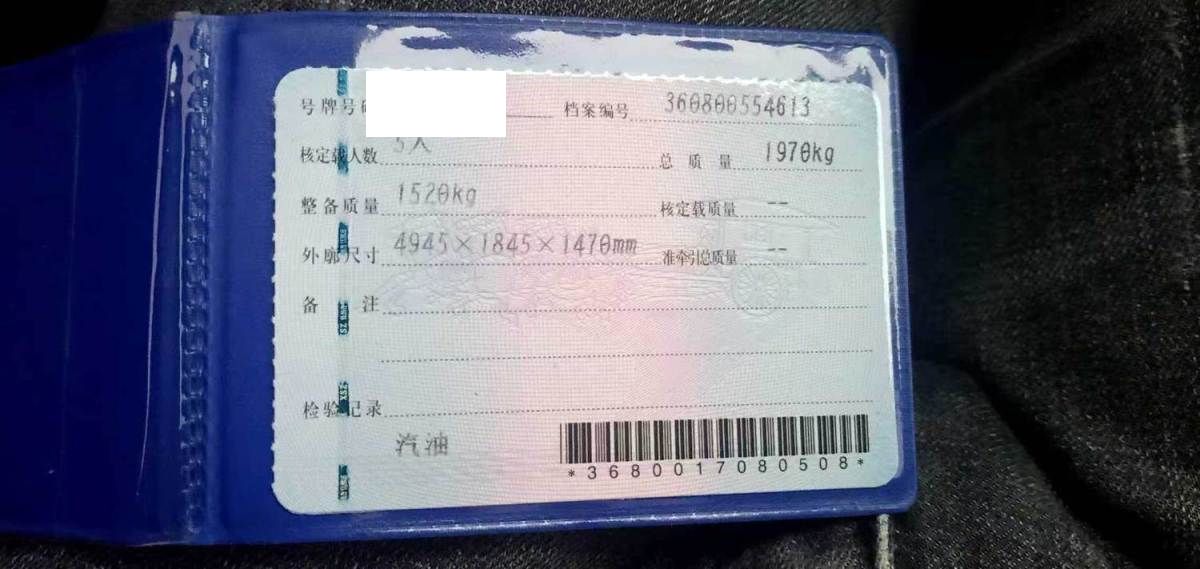 号牌号码 档案编号 360800554613
核定载人数 5人 总质量 1970kg
整备质量 1520kg 核定载质量 --
外廓尺寸 4945×1845×1470mm 准牵引总质量 --
备注
检验记录
汽油
*3680017080508*